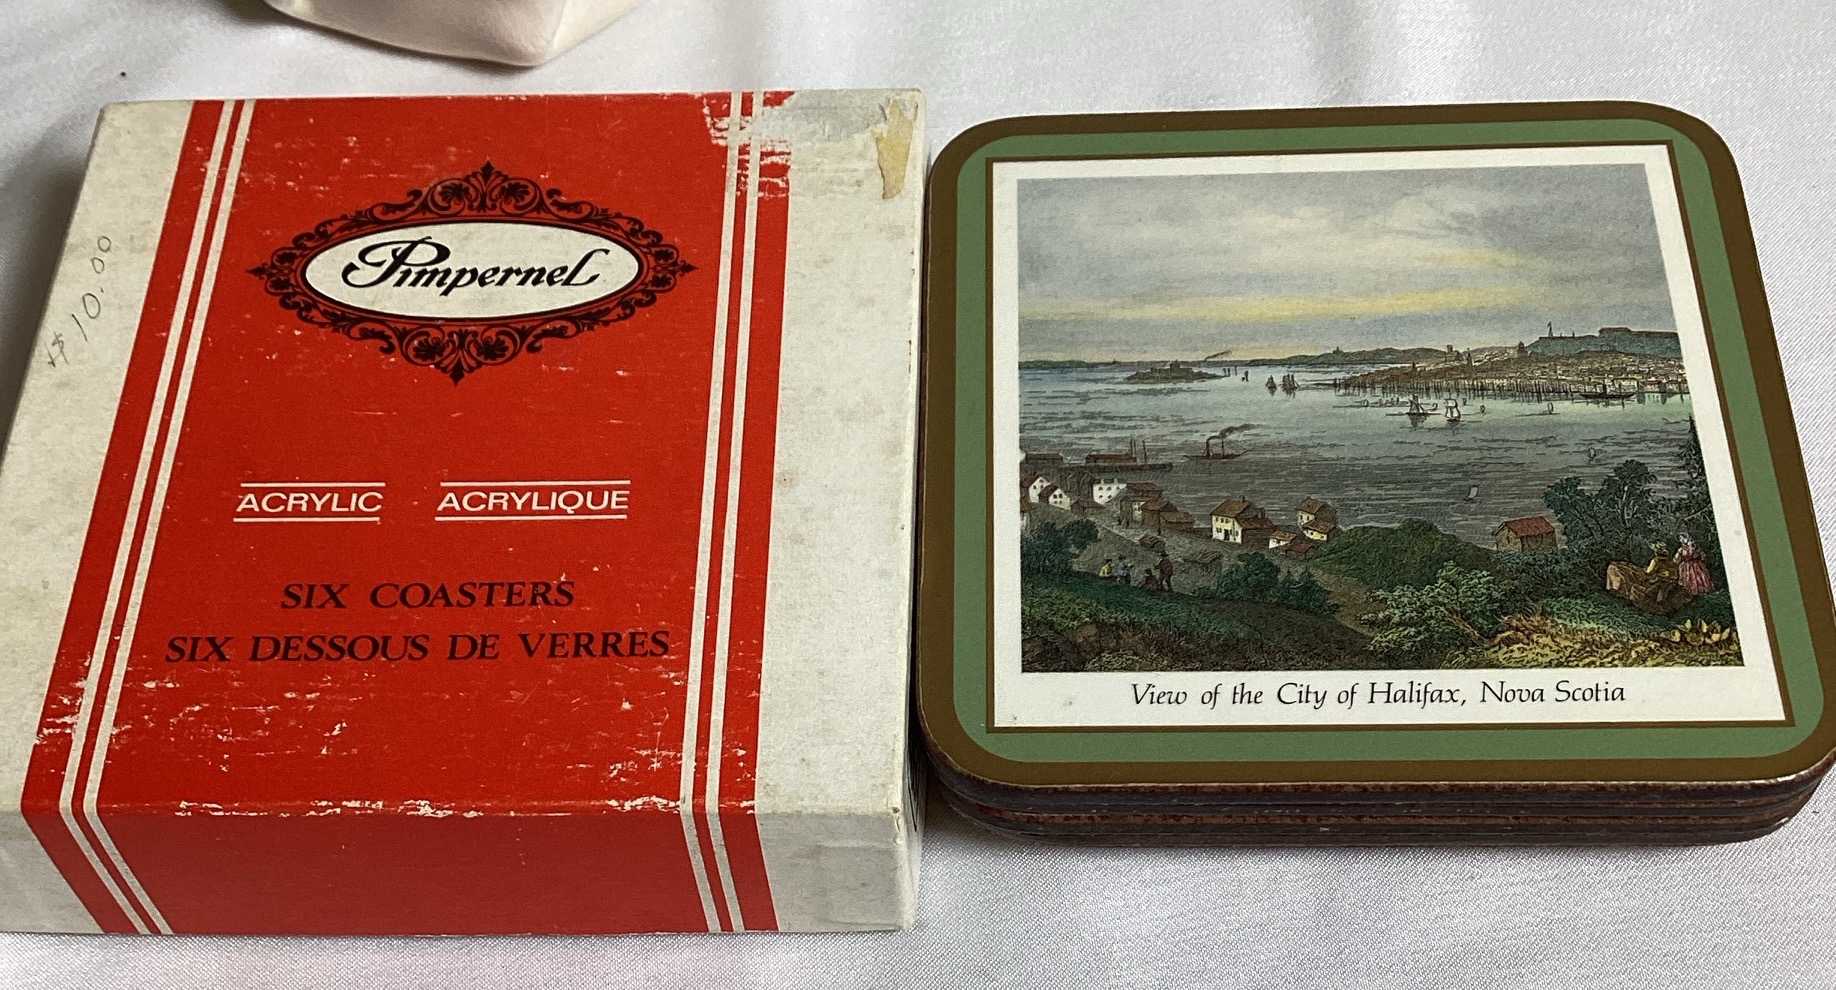 $10.00
Pimpernel
ACRYLIC ACRYLIQUE
SIX COASTERS
SIX DESSOUS DE VERRES
View of the City of Halifax, Nova Scotia